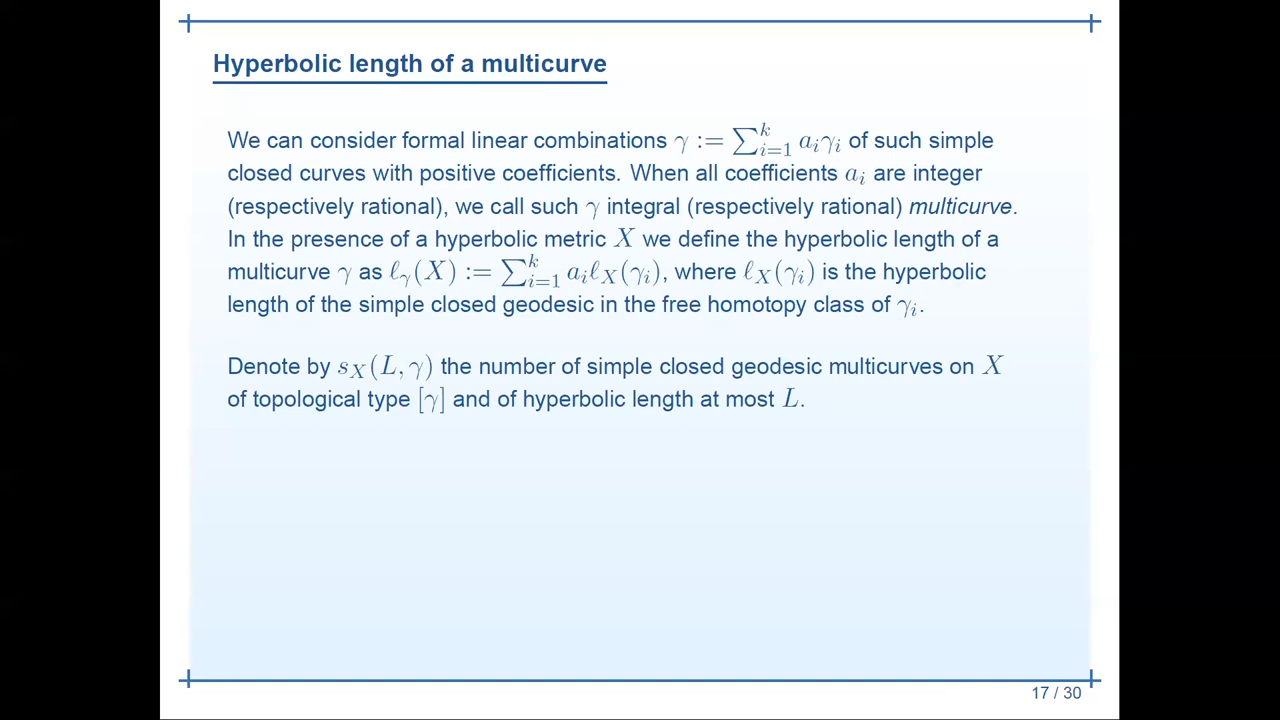 Hyperbolic length of a multicurve
We can consider formal linear combinations γ := ∑_{i=1}^{k} a_i γ_i of such simple
closed curves with positive coefficients. When all coefficients a_i are integer
(respectively rational), we call such γ integral (respectively rational) multicurve.
In the presence of a hyperbolic metric X we define the hyperbolic length of a
multicurve γ as ℓ_γ(X) := ∑_{i=1}^{k} a_i ℓ_X(γ_i), where ℓ_X(γ_i) is the hyperbolic
length of the simple closed geodesic in the free homotopy class of γ_i.
Denote by s_X(L, γ) the number of simple closed geodesic multicurves on X
of topological type [γ] and of hyperbolic length at most L.
17 / 30